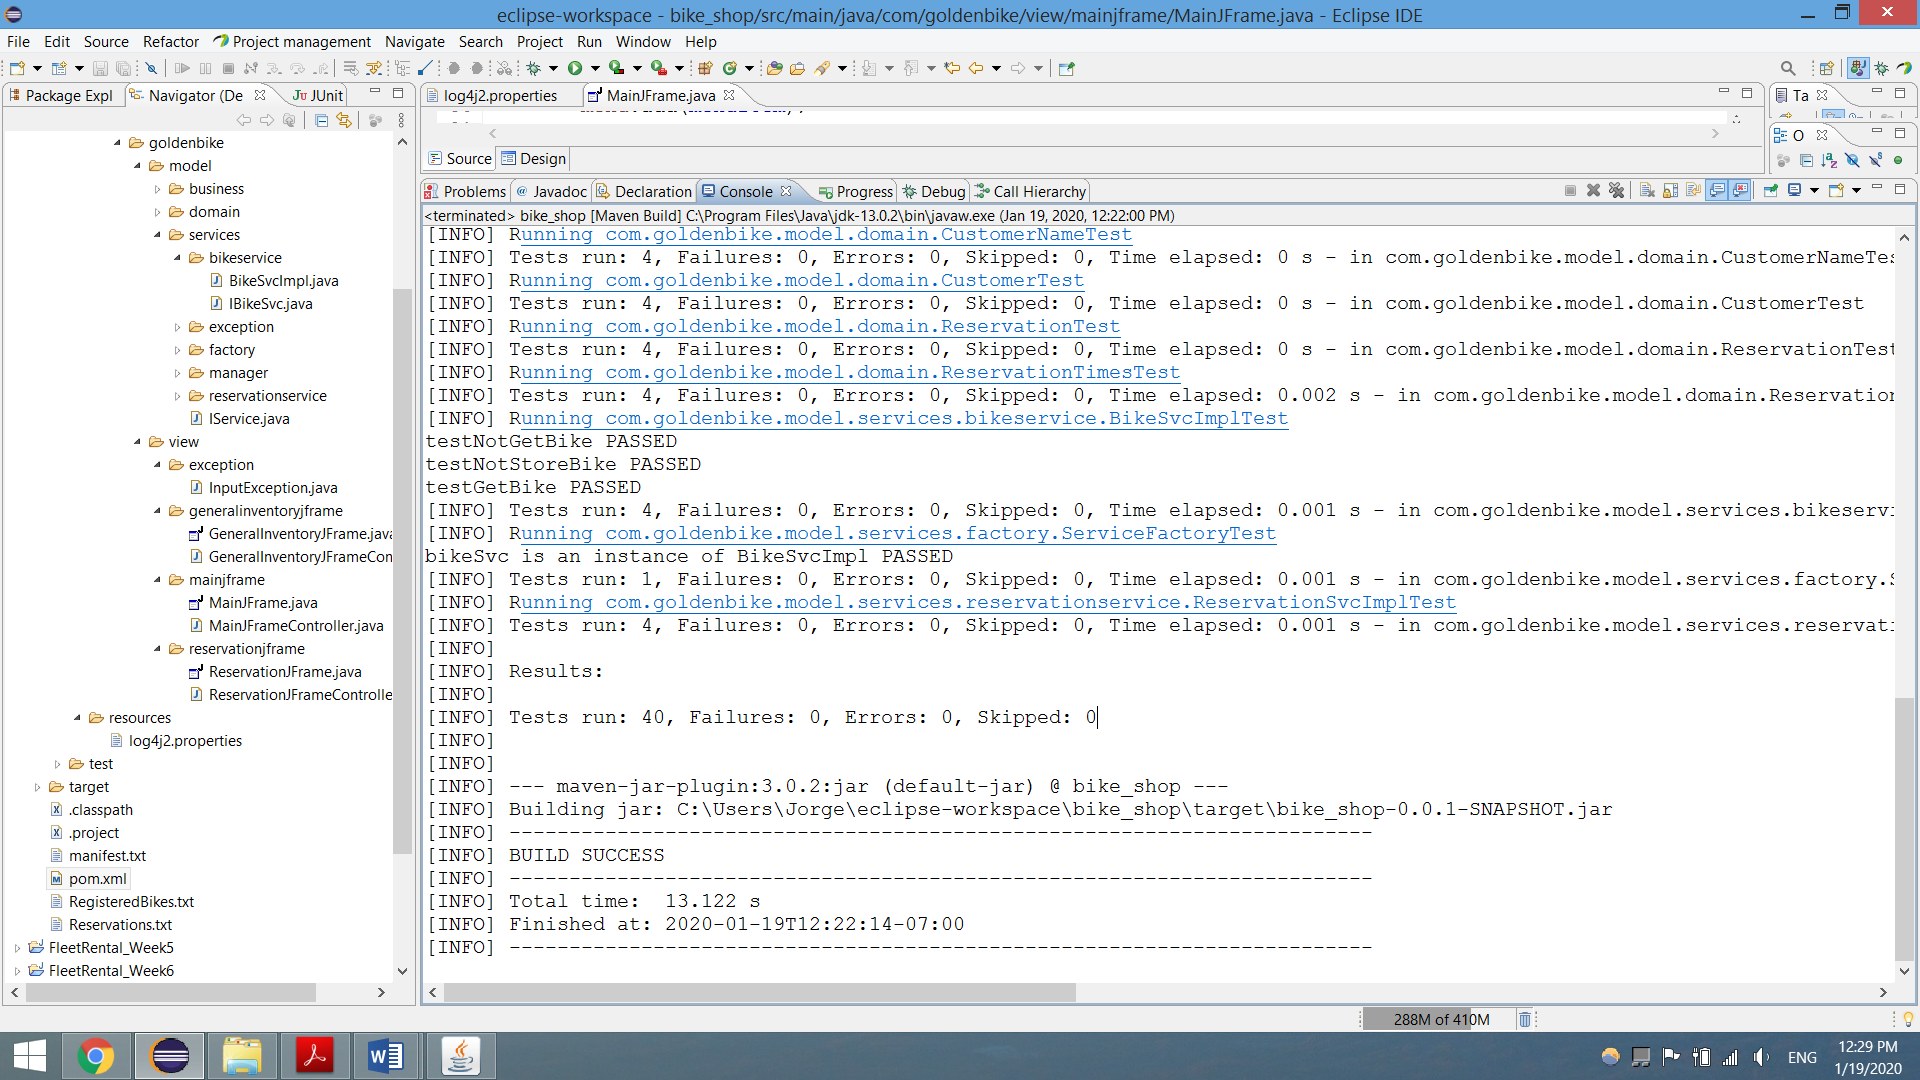 eclipse-workspace - bike_shop/src/main/java/com/goldenbike/view/mainjframe/MainJFrame.java - Eclipse IDE
File Edit Source Refactor Project management Navigate Search Project Run Window Help
Package Expl Navigator (De JUnit
log4j2.properties MainJFrame.java
Ta
O
Source Design
goldenbike
model
business
domain
services
bikeservice
BikeSvcImpl.java
IBikeSvc.java
exception
factory
manager
reservationservice
IService.java
view
exception
InputException.java
generalinventoryjframe
GeneralInventoryJFrame.java
GeneralInventoryJFrameCon
mainjframe
MainJFrame.java
MainJFrameController.java
reservationjframe
ReservationJFrame.java
ReservationJFrameControlle
resources
log4j2.properties
test
target
.classpath
.project
manifest.txt
pom.xml
RegisteredBikes.txt
Reservations.txt
FleetRental_Week5
FleetRental_Week6
Problems Javadoc Declaration Console Progress Debug Call Hierarchy
<terminated> bike_shop [Maven Build] C:\Program Files\Java\jdk-13.0.2\bin\javaw.exe (Jan 19, 2020, 12:22:00 PM)
[INFO] Running com.goldenbike.model.domain.CustomerNameTest
[INFO] Tests run: 4, Failures: 0, Errors: 0, Skipped: 0, Time elapsed: 0 s - in com.goldenbike.model.domain.CustomerNameTes
[INFO] Running com.goldenbike.model.domain.CustomerTest
[INFO] Tests run: 4, Failures: 0, Errors: 0, Skipped: 0, Time elapsed: 0 s - in com.goldenbike.model.domain.CustomerTest
[INFO] Running com.goldenbike.model.domain.ReservationTest
[INFO] Tests run: 4, Failures: 0, Errors: 0, Skipped: 0, Time elapsed: 0 s - in com.goldenbike.model.domain.ReservationTest
[INFO] Running com.goldenbike.model.domain.ReservationTimesTest
[INFO] Tests run: 4, Failures: 0, Errors: 0, Skipped: 0, Time elapsed: 0.002 s - in com.goldenbike.model.domain.Reservation
[INFO] Running com.goldenbike.model.services.bikeservice.BikeSvcImplTest
testNotGetBike PASSED
testNotStoreBike PASSED
testGetBike PASSED
[INFO] Tests run: 4, Failures: 0, Errors: 0, Skipped: 0, Time elapsed: 0.001 s - in com.goldenbike.model.services.bikeservi
[INFO] Running com.goldenbike.model.services.factory.ServiceFactoryTest
bikeSvc is an instance of BikeSvcImpl PASSED
[INFO] Tests run: 1, Failures: 0, Errors: 0, Skipped: 0, Time elapsed: 0.001 s - in com.goldenbike.model.services.factory.S
[INFO] Running com.goldenbike.model.services.reservationservice.ReservationSvcImplTest
[INFO] Tests run: 4, Failures: 0, Errors: 0, Skipped: 0, Time elapsed: 0.001 s - in com.goldenbike.model.services.reservati
[INFO]
[INFO] Results:
[INFO]
[INFO] Tests run: 40, Failures: 0, Errors: 0, Skipped: 0
[INFO]
[INFO]
[INFO] --- maven-jar-plugin:3.0.2:jar (default-jar) @ bike_shop ---
[INFO] Building jar: C:\Users\Jorge\eclipse-workspace\bike_shop\target\bike_shop-0.0.1-SNAPSHOT.jar
[INFO] ------------------------------------------------------------------------
[INFO] BUILD SUCCESS
[INFO] ------------------------------------------------------------------------
[INFO] Total time: 13.122 s
[INFO] Finished at: 2020-01-19T12:22:14-07:00
[INFO] ------------------------------------------------------------------------
288M of 410M
ENG
12:29 PM
1/19/2020